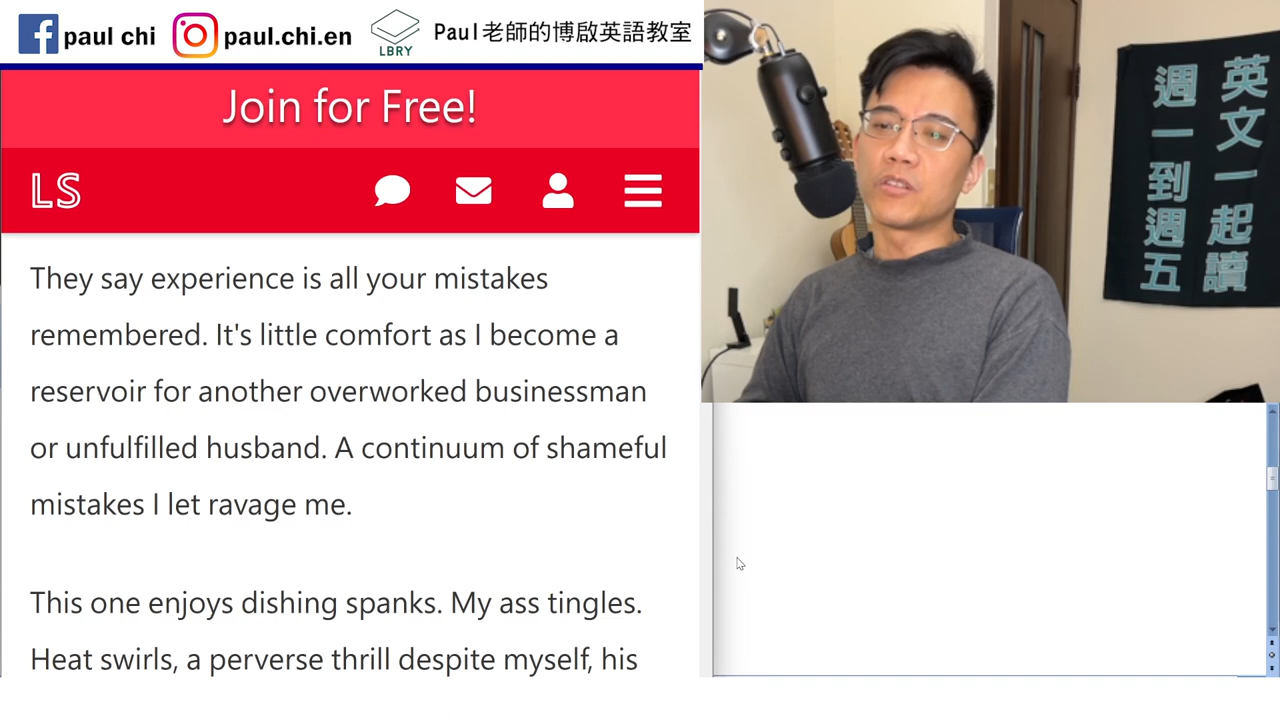 paul chi
paul.chi.en
LBRY
Paul老師的博啟英語教室
Join for Free!
LS
They say experience is all your mistakes
remembered. It's little comfort as I become a
reservoir for another overworked businessman
or unfulfilled husband. A continuum of shameful
mistakes I let ravage me.
This one enjoys dishing spanks. My ass tingles.
Heat swirls, a perverse thrill despite myself, his
英文一起讀
週一到週五